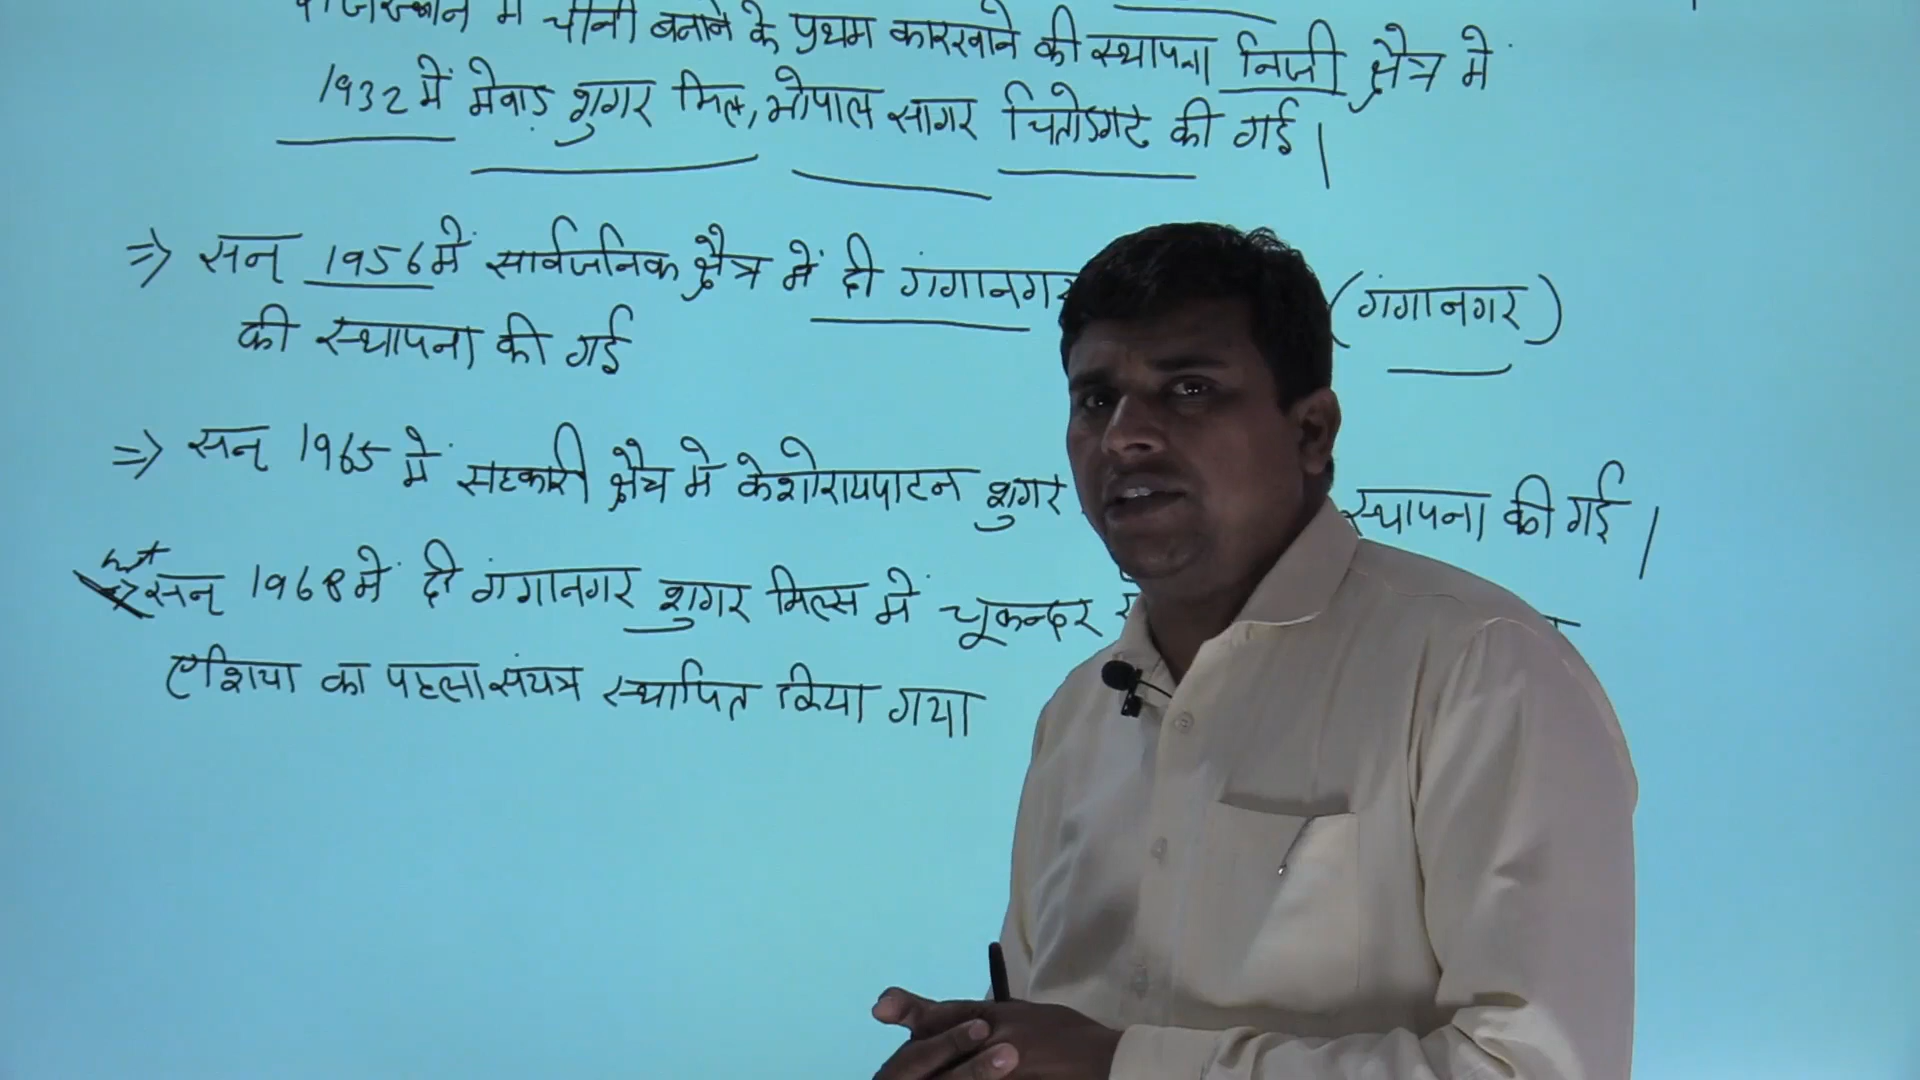 में चीनी बनाने के प्रथम कारखाने की स्थापना निजी क्षैत्र में
1932 में मेवाड़ शुगर मिल, भोपाल सागर चितोडगढ की गई।
⇒ सन् 1956 में सार्वजनिक क्षैत्र में दी गंगानगर (गंगानगर)
की स्थापना की गई
⇒ सन् 1965 में सहकारी क्षैत्र में केशोरायपाटन शुगर स्थापना की गई।
सन् 1968 में दी गंगानगर शुगर मिल्स में चूकन्दर
एशिया का पहला संयत्र स्थापित किया गया